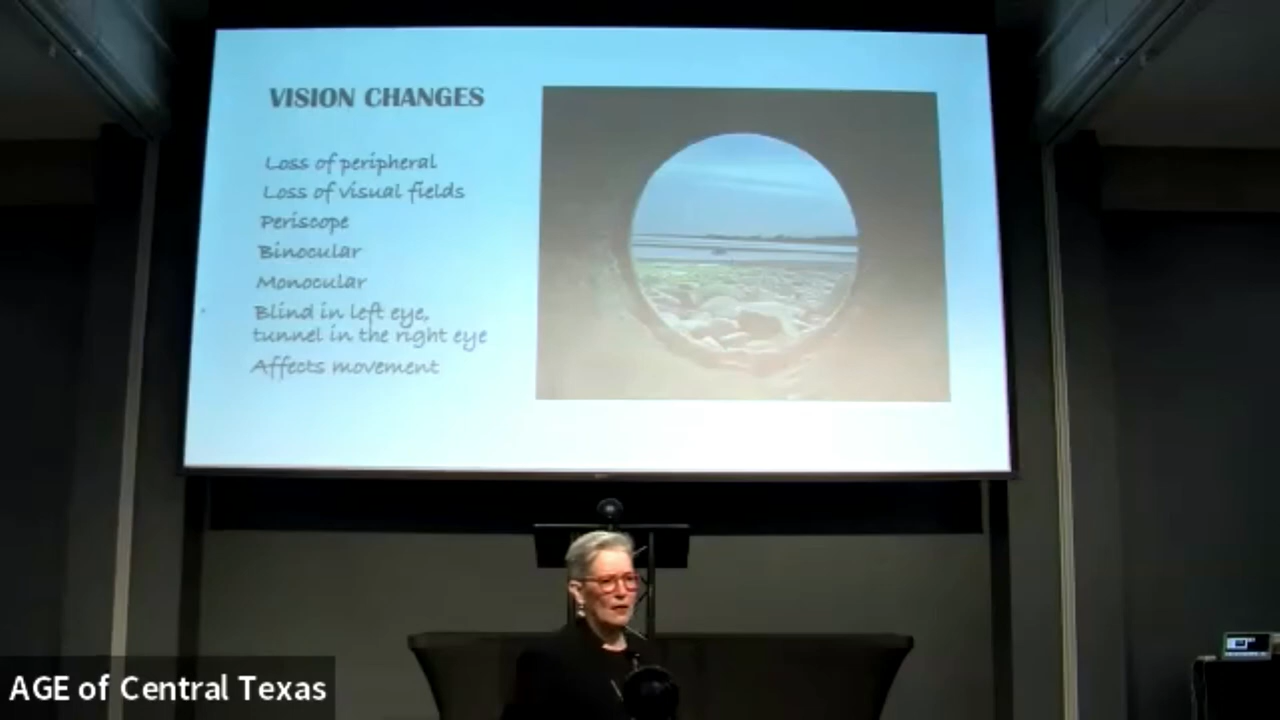 VISION CHANGES
Loss of peripheral
Loss of visual fields
Periscope
Binocular
Monocular
Blind in left eye,
tunnel in the right eye
Affects movement
AGE of Central Texas